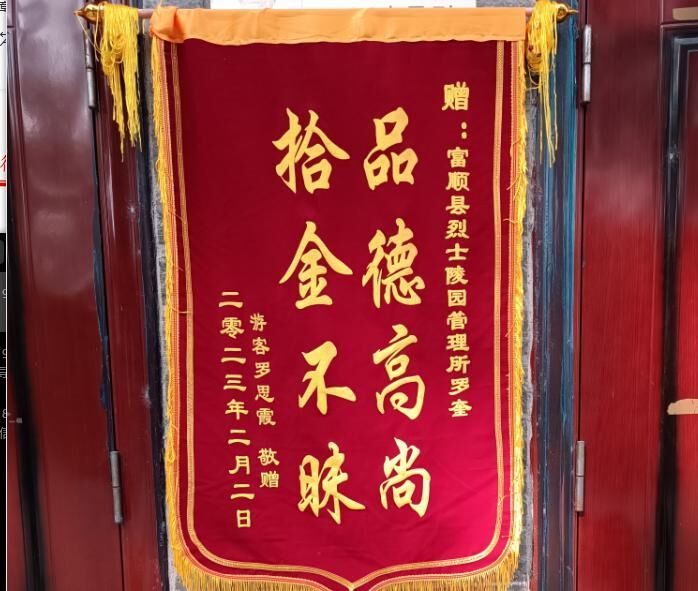 赠：富顺县烈士陵园管理所罗奎
品德高尚
拾金不昧
游客罗思霞 敬赠
二零二三年二月二日